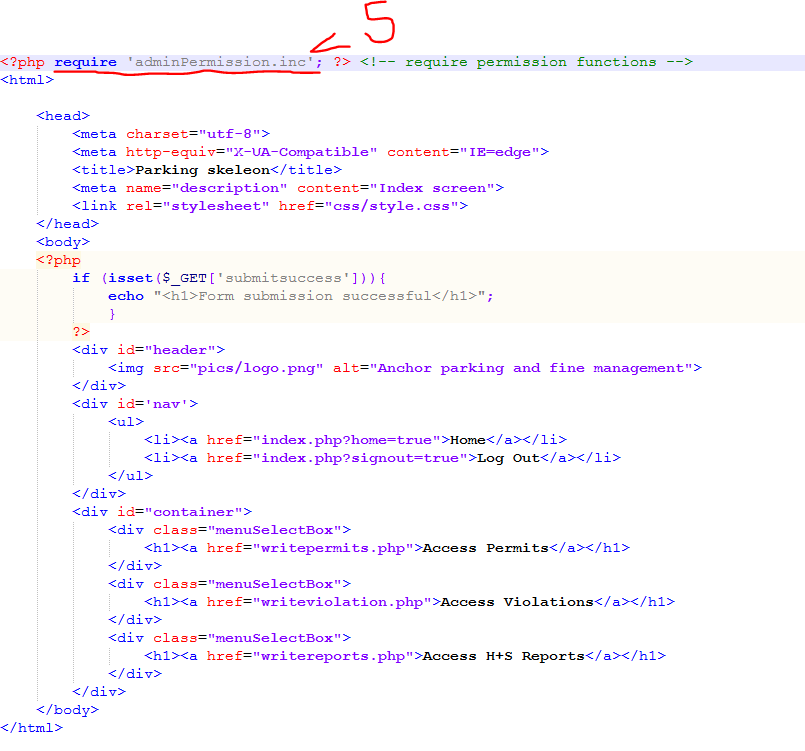 5
<?php require 'adminPermission.inc'; ?> <!-- require permission functions -->
<html>
<head>
<meta charset="utf-8">
<meta http-equiv="X-UA-Compatible" content="IE=edge">
<title>Parking skeleon</title>
<meta name="description" content="Index screen">
<link rel="stylesheet" href="css/style.css">
</head>
<body>
<?php
if (isset($_GET['submitsuccess'])){
echo "<h1>Form submission successful</h1>";
}
?>
<div id="header">
<img src="pics/logo.png" alt="Anchor parking and fine management">
</div>
<div id='nav'>
<ul>
<li><a href="index.php?home=true">Home</a></li>
<li><a href="index.php?signout=true">Log Out</a></li>
</ul>
</div>
<div id="container">
<div class="menuSelectBox">
<h1><a href="writepermits.php">Access Permits</a></h1>
</div>
<div class="menuSelectBox">
<h1><a href="writeviolation.php">Access Violations</a></h1>
</div>
<div class="menuSelectBox">
<h1><a href="writereports.php">Access H+S Reports</a></h1>
</div>
</div>
</body>
</html>